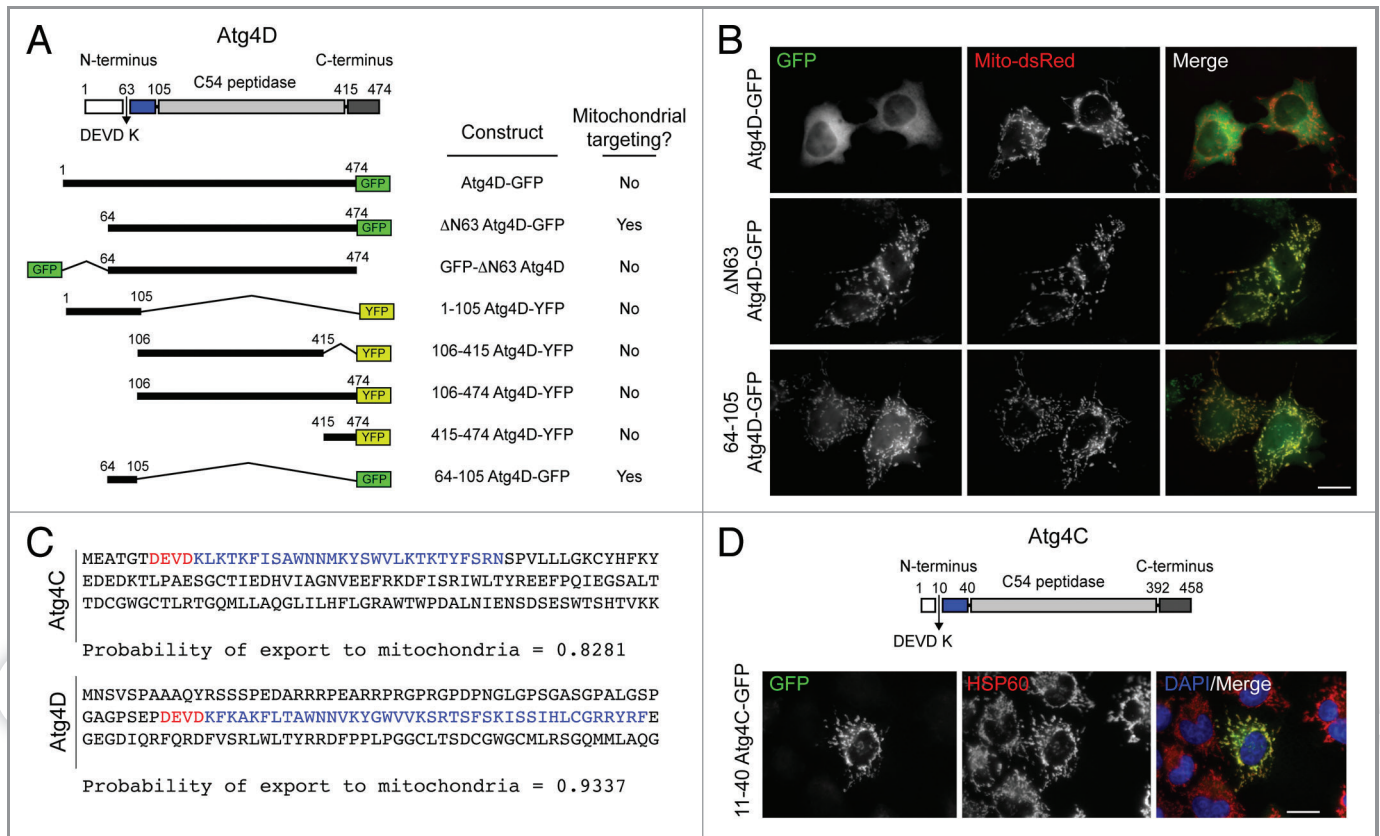 A
Atg4D
N-terminus
C-terminus
1 63 105 C54 peptidase 415 474
DEVD K
Construct
Mitochondrial
targeting?
1 474
GFP
Atg4D-GFP
No
64 474
GFP
ΔN63 Atg4D-GFP
Yes
GFP
64 474
GFP-ΔN63 Atg4D
No
1 105
YFP
1-105 Atg4D-YFP
No
106 415
YFP
106-415 Atg4D-YFP
No
106 474
YFP
106-474 Atg4D-YFP
No
415 474
YFP
415-474 Atg4D-YFP
No
64 105
GFP
64-105 Atg4D-GFP
Yes
B
GFP
Mito-dsRed
Merge
Atg4D-GFP
ΔN63
Atg4D-GFP
64-105
Atg4D-GFP
C
Atg4C
MEATGTDEVDKLKTKFISAWNNMKYSWVLKTKTYFSRNSPVLLLGKCYHFKY
EDEDKTLPAESGCTIEDHVIAGNVEEFRKDFISRIWLTYREEFPQIEGSALT
TDCGWGCTLRTGQMLLAQGLILHFLGRAWTWPDALNIENSDSESWTSHTVKK
Probability of export to mitochondria = 0.8281
Atg4D
MNSVSPAAAQYRSSSPEDARRRPEARRPRGPRGPDPNGLGPSGASGPALGSP
GAGPSEPDEVDKFKAKFLTAWNNVKYGWVVKSRTSFSKISSIHLCGRRYRFE
GEGDIQRFQRDFVSRLWLTYRRDFPPLPGGCLTSDCGWGCMLRSGQMMLAQG
Probability of export to mitochondria = 0.9337
D
Atg4C
N-terminus
C-terminus
1 10 40 C54 peptidase 392 458
DEVD K
GFP
HSP60
DAPI/Merge
11-40 Atg4C-GFP